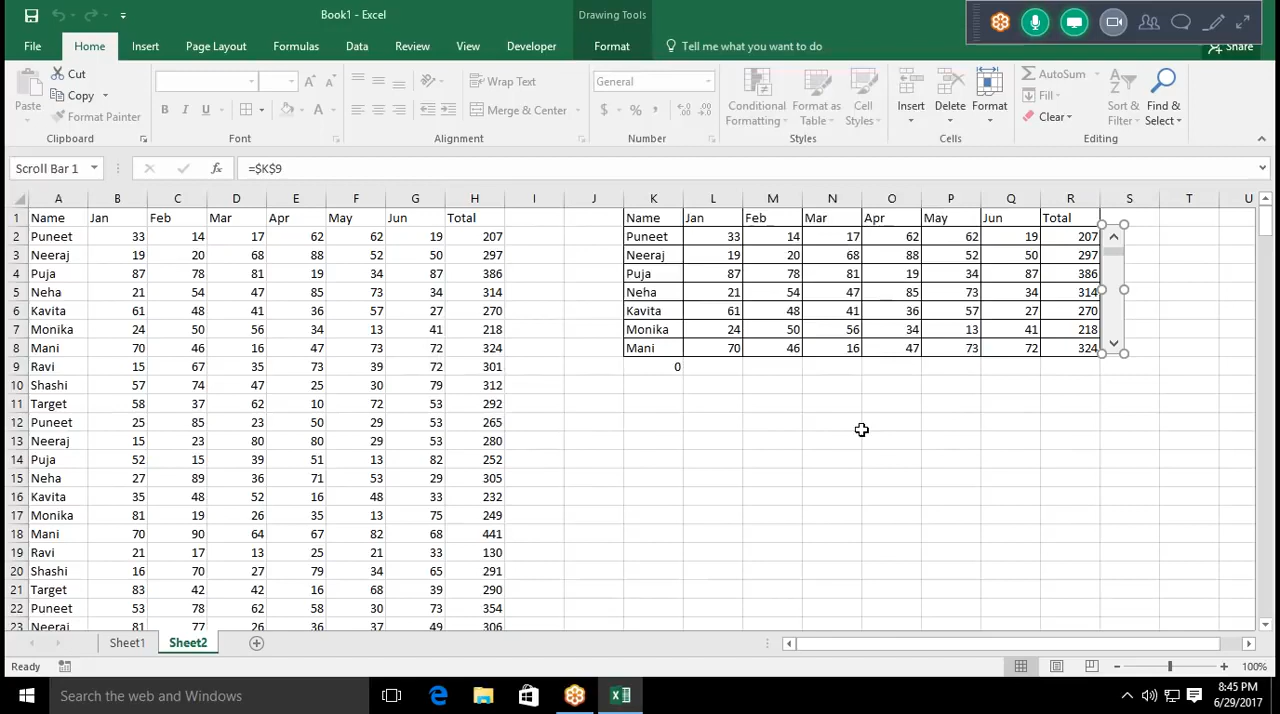 Book1 - Excel
Drawing Tools
File Home Insert Page Layout Formulas Data Review View Developer Format Tell me what you want to do Share
Paste
Cut
Copy
Format Painter
Clipboard
B I U
A A
Font
Wrap Text
Merge & Center
Alignment
General
$ % ,
Number
Conditional Formatting
Format as Table
Cell Styles
Styles
Insert Delete Format
Cells
AutoSum
Fill
Clear
Sort & Filter
Find & Select
Editing
Scroll Bar 1 fx =$K$9
A B C D E F G H I J K L M N O P Q R S T U
1 Name Jan Feb Mar Apr May Jun Total Name Jan Feb Mar Apr May Jun Total
2 Puneet 33 14 17 62 62 19 207 Puneet 33 14 17 62 62 19 207
3 Neeraj 19 20 68 88 52 50 297 Neeraj 19 20 68 88 52 50 297
4 Puja 87 78 81 19 34 87 386 Puja 87 78 81 19 34 87 386
5 Neha 21 54 47 85 73 34 314 Neha 21 54 47 85 73 34 314
6 Kavita 61 48 41 36 57 27 270 Kavita 61 48 41 36 57 27 270
7 Monika 24 50 56 34 13 41 218 Monika 24 50 56 34 13 41 218
8 Mani 70 46 16 47 73 72 324 Mani 70 46 16 47 73 72 324
9 Ravi 15 67 35 73 39 72 301 0
10 Shashi 57 74 47 25 30 79 312
11 Target 58 37 62 10 72 53 292
12 Puneet 25 85 23 50 29 53 265
13 Neeraj 15 23 80 80 29 53 280
14 Puja 52 15 39 51 13 82 252
15 Neha 27 89 36 71 53 29 305
16 Kavita 35 48 52 16 48 33 232
17 Monika 81 19 26 35 13 75 249
18 Mani 70 90 64 67 82 68 441
19 Ravi 21 17 13 25 21 33 130
20 Shashi 16 70 27 79 34 65 291
21 Target 83 42 42 16 68 39 290
22 Puneet 53 78 62 58 30 73 354
23 Neeraj 81 77 26 36 37 49 306
Sheet1 Sheet2
Ready 100%
Search the web and Windows
8:45 PM
6/29/2017